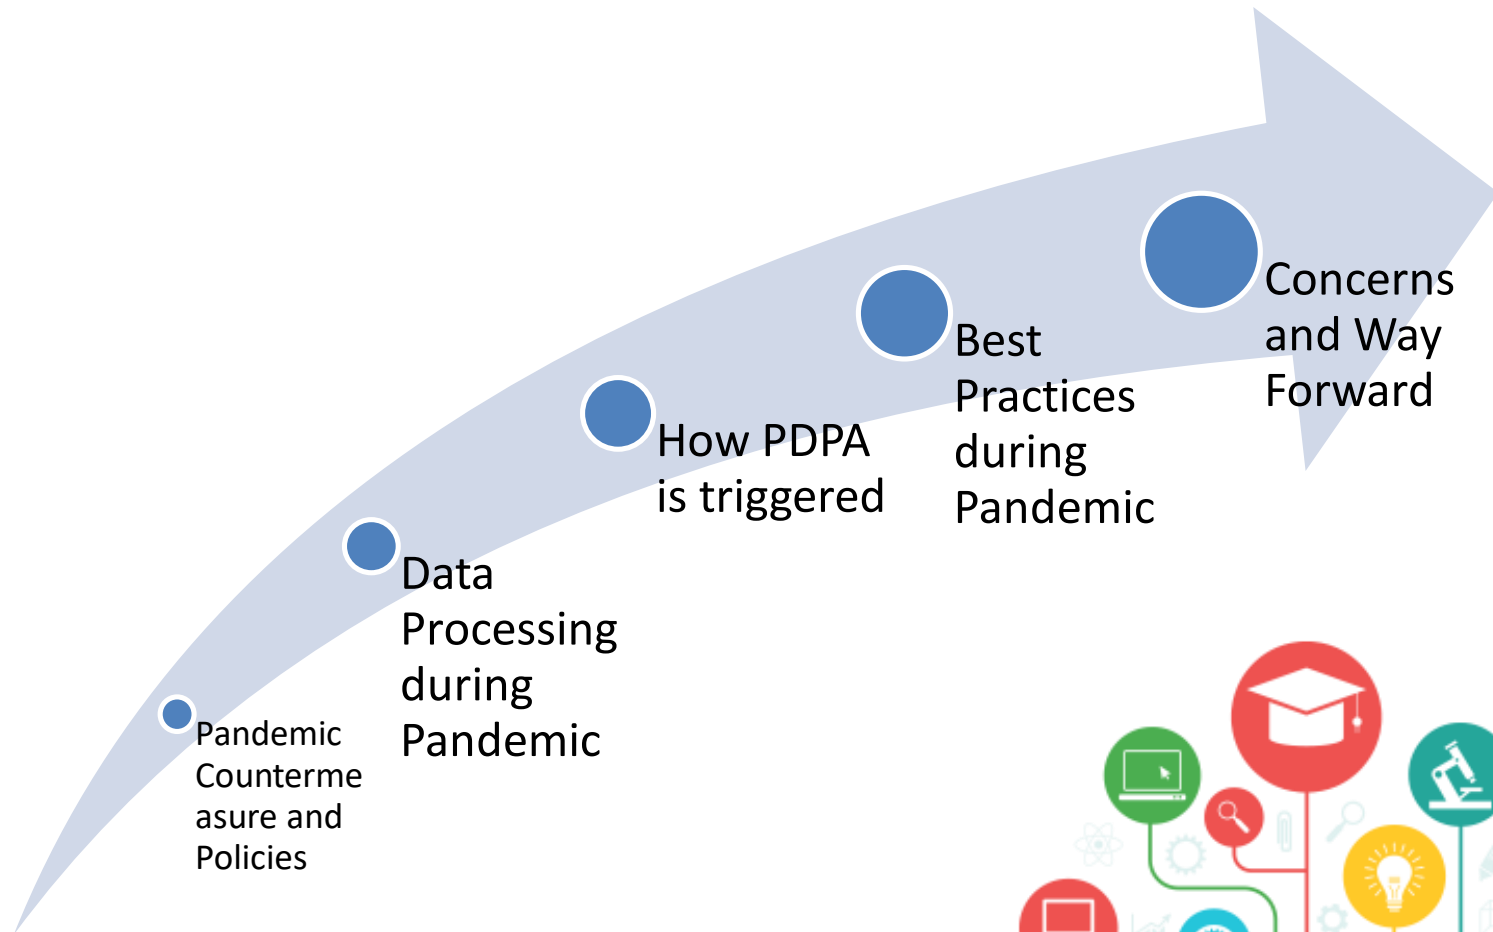 Pandemic
Counterme
asure and
Policies
Data
Processing
during
Pandemic
How PDPA
is triggered
Best
Practices
during
Pandemic
Concerns
and Way
Forward